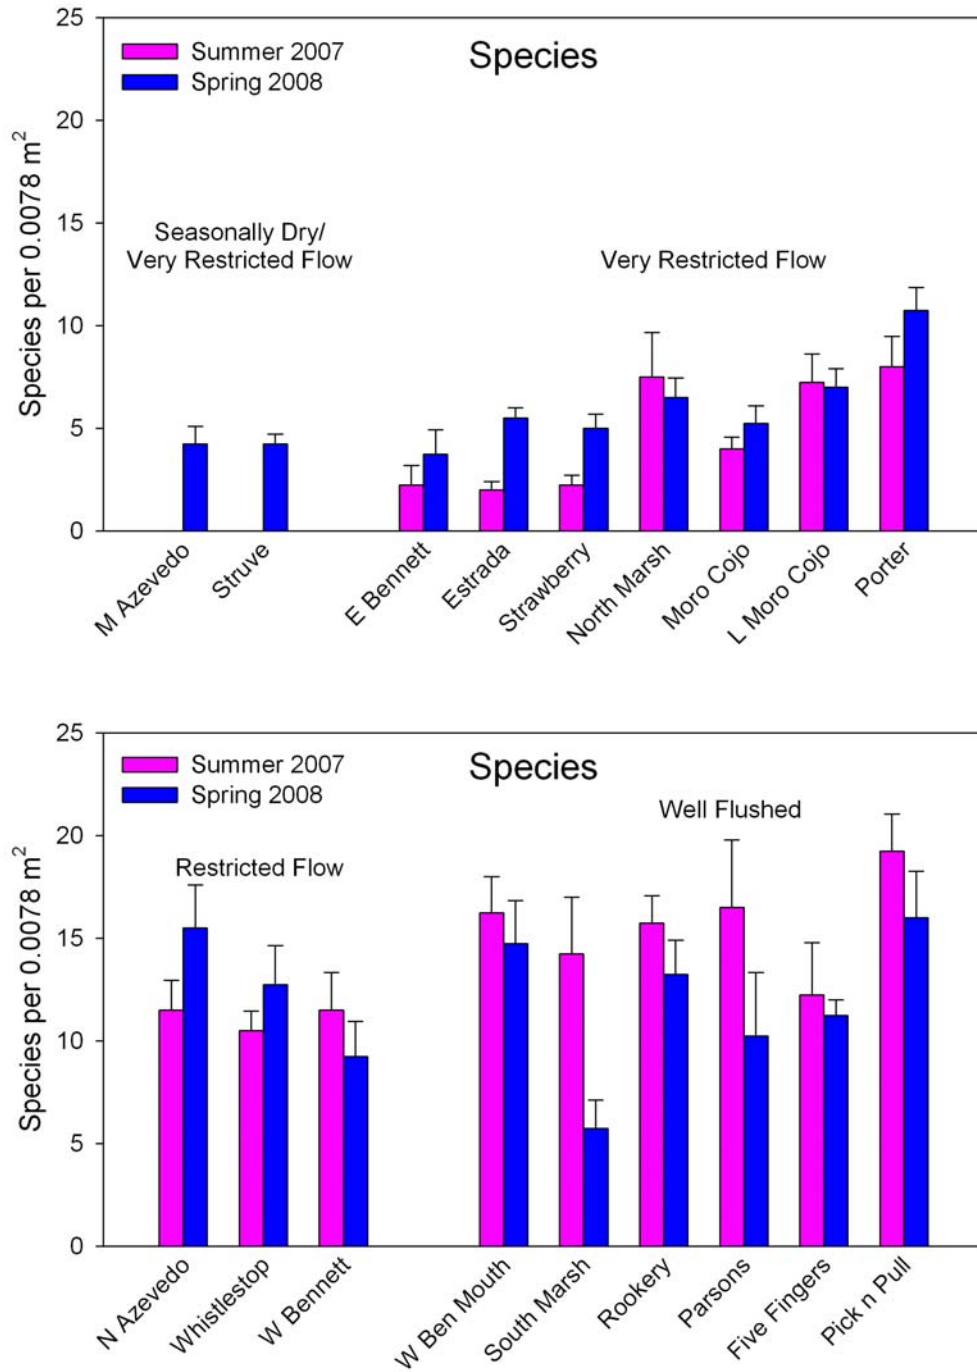 Species
Summer 2007
Spring 2008
Species per 0.0078 m²
25
20
15
10
5
0
Seasonally Dry/
Very Restricted Flow
Very Restricted Flow
M Azevedo
Struve
E Bennett
Estrada
Strawberry
North Marsh
Moro Cojo
L Moro Cojo
Porter
Species
Summer 2007
Spring 2008
Species per 0.0078 m²
25
20
15
10
5
0
Restricted Flow
Well Flushed
N Azevedo
Whistlestop
W Bennett
W Ben Mouth
South Marsh
Rookery
Parsons
Five Fingers
Pick n Pull